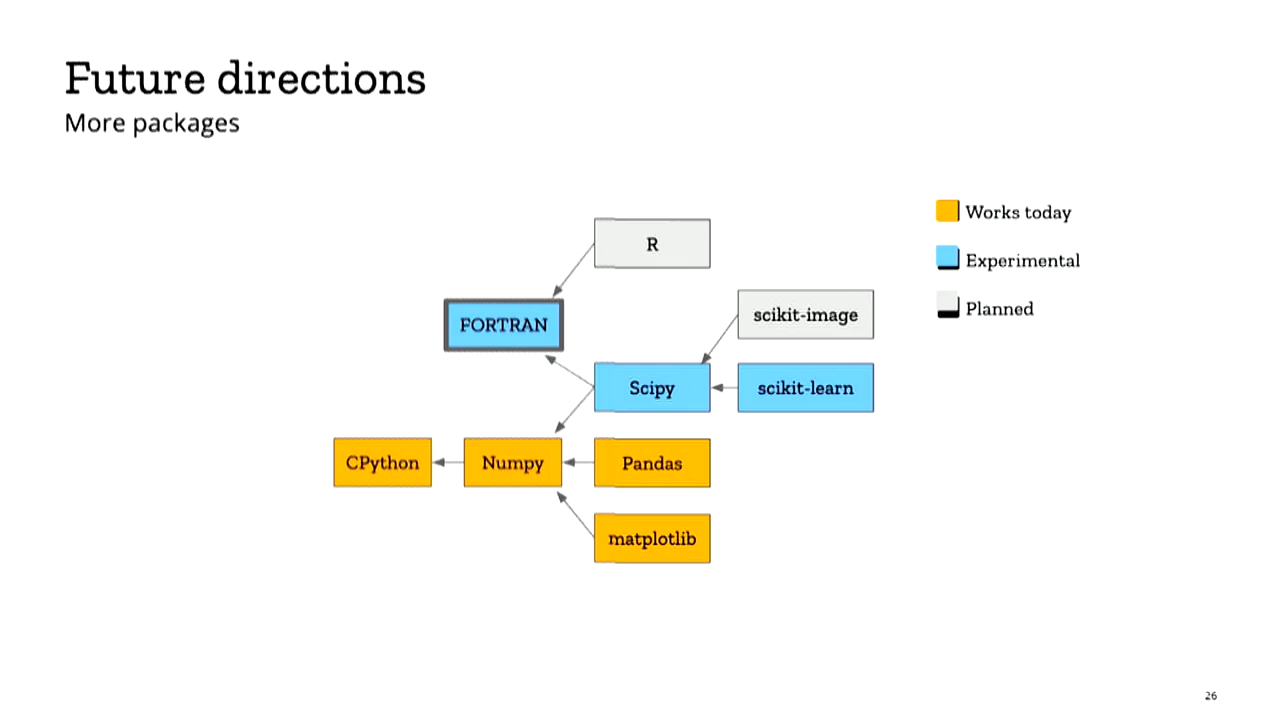 Future directions
More packages
R
FORTRAN
scikit-image
Scipy
scikit-learn
CPython
Numpy
Pandas
matplotlib
Works today
Experimental
Planned
26